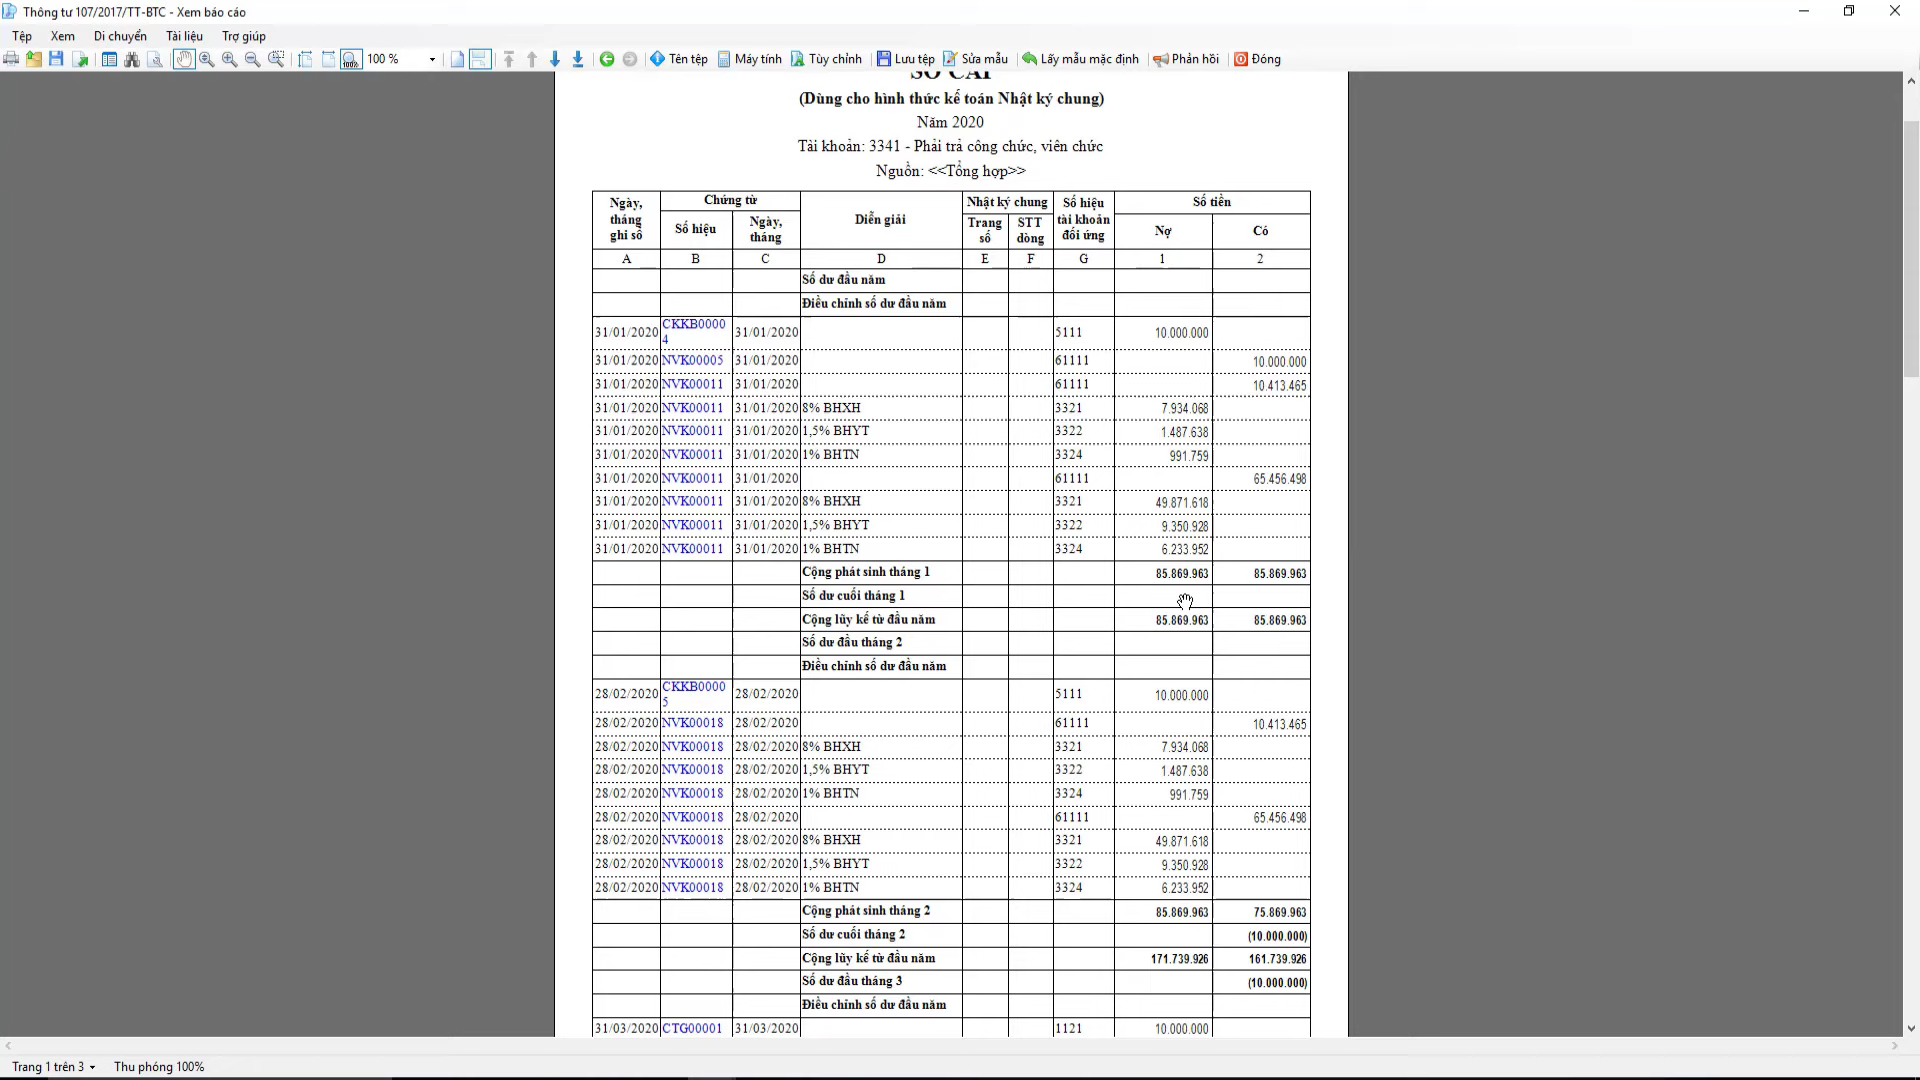 Thông tư 107/2017/TT-BTC - Xem báo cáo
Tệp Xem Di chuyển Tài liệu Trợ giúp
100 % Tên tệp Máy tính Tùy chỉnh Lưu tệp Sửa mẫu Lấy mẫu mặc định Phản hồi Đóng
SỔ CÁI
(Dùng cho hình thức kế toán Nhật ký chung)
Năm 2020
Tài khoản: 3341 - Phải trả công chức, viên chức
Nguồn: <<Tổng hợp>>
Ngày, tháng ghi sổ Chứng từ Diễn giải Nhật ký chung Số hiệu tài khoản đối ứng Số tiền
Số hiệu Ngày, tháng Trang số STT dòng Nợ Có
A B C D E F G 1 2
Số dư đầu năm
Điều chỉnh số dư đầu năm
31/01/2020 CKKB00004 31/01/2020 5111 10.000.000
31/01/2020 NVK00005 31/01/2020 61111 10.000.000
31/01/2020 NVK00011 31/01/2020 61111 10.413.465
31/01/2020 NVK00011 31/01/2020 8% BHXH 3321 7.934.068
31/01/2020 NVK00011 31/01/2020 1,5% BHYT 3322 1.487.638
31/01/2020 NVK00011 31/01/2020 1% BHTN 3324 991.759
31/01/2020 NVK00011 31/01/2020 61111 65.456.498
31/01/2020 NVK00011 31/01/2020 8% BHXH 3321 49.871.618
31/01/2020 NVK00011 31/01/2020 1,5% BHYT 3322 9.350.928
31/01/2020 NVK00011 31/01/2020 1% BHTN 3324 6.233.952
Cộng phát sinh tháng 1 85.869.963 85.869.963
Số dư cuối tháng 1
Cộng lũy kế từ đầu năm 85.869.963 85.869.963
Số dư đầu tháng 2
Điều chỉnh số dư đầu năm
28/02/2020 CKKB00005 28/02/2020 5111 10.000.000
28/02/2020 NVK00018 28/02/2020 61111 10.413.465
28/02/2020 NVK00018 28/02/2020 8% BHXH 3321 7.934.068
28/02/2020 NVK00018 28/02/2020 1,5% BHYT 3322 1.487.638
28/02/2020 NVK00018 28/02/2020 1% BHTN 3324 991.759
28/02/2020 NVK00018 28/02/2020 61111 65.456.498
28/02/2020 NVK00018 28/02/2020 8% BHXH 3321 49.871.618
28/02/2020 NVK00018 28/02/2020 1,5% BHYT 3322 9.350.928
28/02/2020 NVK00018 28/02/2020 1% BHTN 3324 6.233.952
Cộng phát sinh tháng 2 85.869.963 75.869.963
Số dư cuối tháng 2 (10.000.000)
Cộng lũy kế từ đầu năm 171.739.926 161.739.926
Số dư đầu tháng 3 (10.000.000)
Điều chỉnh số dư đầu năm
31/03/2020 CTG00001 31/03/2020 1121 10.000.000
Trang 1 trên 3 Thu phóng 100%